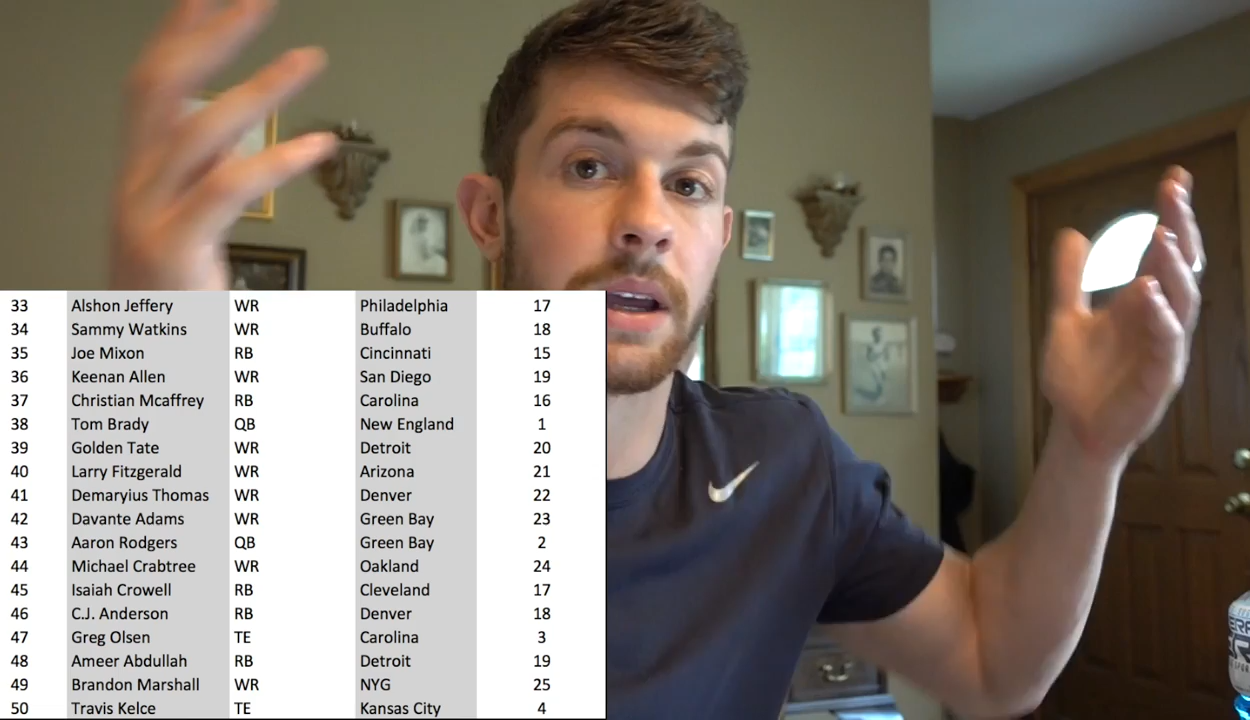 33 Alshon Jeffery WR Philadelphia 17
34 Sammy Watkins WR Buffalo 18
35 Joe Mixon RB Cincinnati 15
36 Keenan Allen WR San Diego 19
37 Christian Mcaffrey RB Carolina 16
38 Tom Brady QB New England 1
39 Golden Tate WR Detroit 20
40 Larry Fitzgerald WR Arizona 21
41 Demaryius Thomas WR Denver 22
42 Davante Adams WR Green Bay 23
43 Aaron Rodgers QB Green Bay 2
44 Michael Crabtree WR Oakland 24
45 Isaiah Crowell RB Cleveland 17
46 C.J. Anderson RB Denver 18
47 Greg Olsen TE Carolina 3
48 Ameer Abdullah RB Detroit 19
49 Brandon Marshall WR NYG 25
50 Travis Kelce TE Kansas City 4